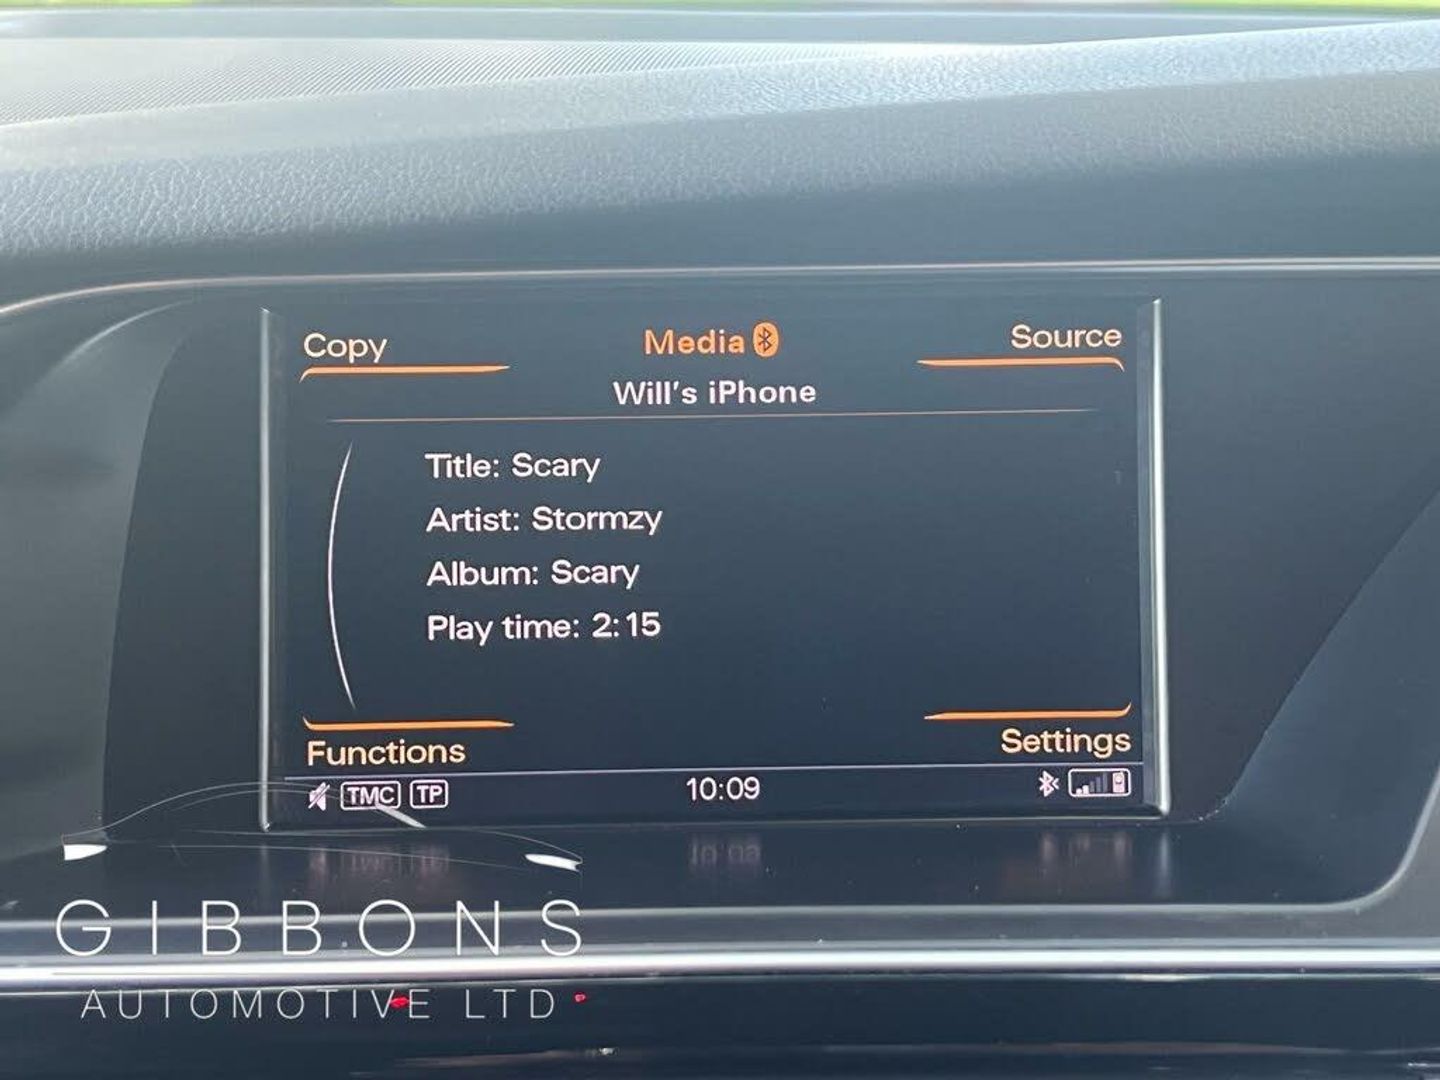 Copy
Media
Source
Will's iPhone
Title: Scary
Artist: Stormzy
Album: Scary
Play time: 2:15
Functions
Settings
TMC TP
10:09
GIBBONS
AUTOMOTIVE LTD